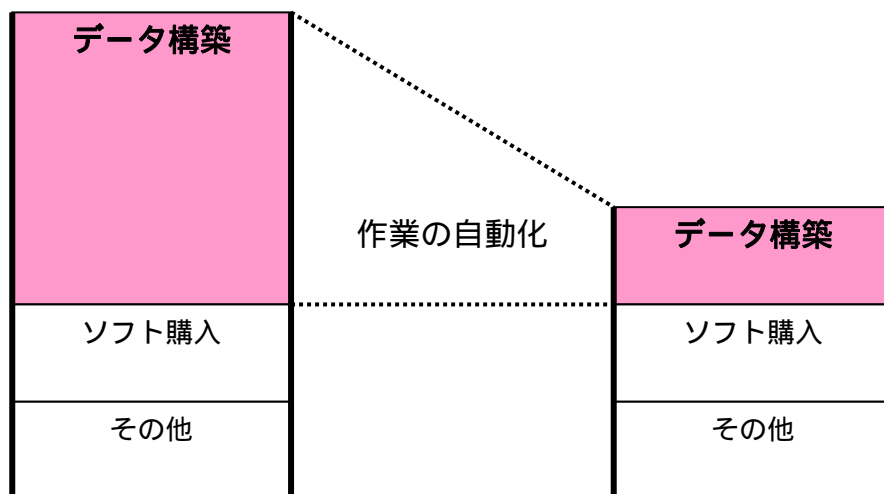 データ構築
作業の自動化
データ構築
ソフト購入
ソフト購入
その他
その他